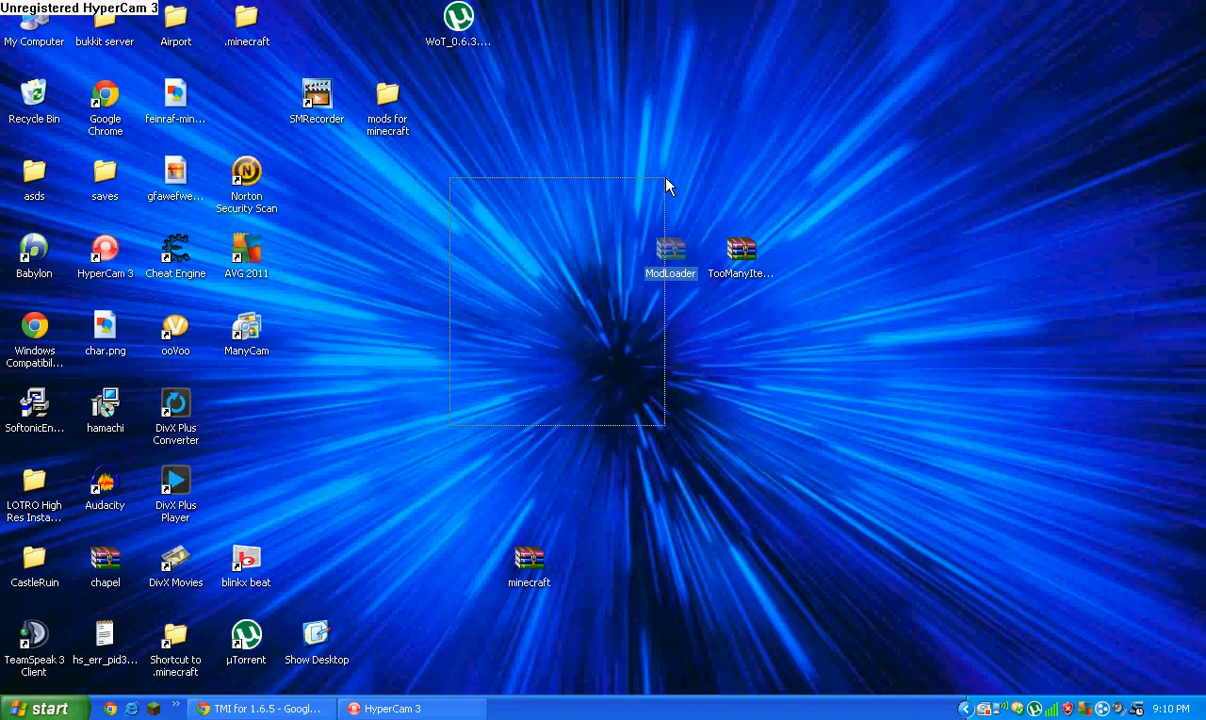 Unregistered HyperCam 3
My Computer
bukkit server
Airport
.minecraft
WoT_0.6.3....
Recycle Bin
Google
Chrome
feinraf-min...
SMRecorder
mods for
minecraft
asds
saves
gfawefwe...
Norton
Security Scan
Babylon
HyperCam 3
Cheat Engine
AVG 2011
ModLoader
TooManyIte...
Windows
Compatibil...
char.png
ooVoo
ManyCam
SoftonicEn...
hamachi
DivX Plus
Converter
LOTRO High
Res Insta...
Audacity
DivX Plus
Player
CastleRuin
chapel
DivX Movies
blinkx beat
minecraft
TeamSpeak 3
Client
hs_err_pid3...
Shortcut to
.minecraft
µTorrent
Show Desktop
start
TMI for 1.6.5 - Googl...
HyperCam 3
9:10 PM